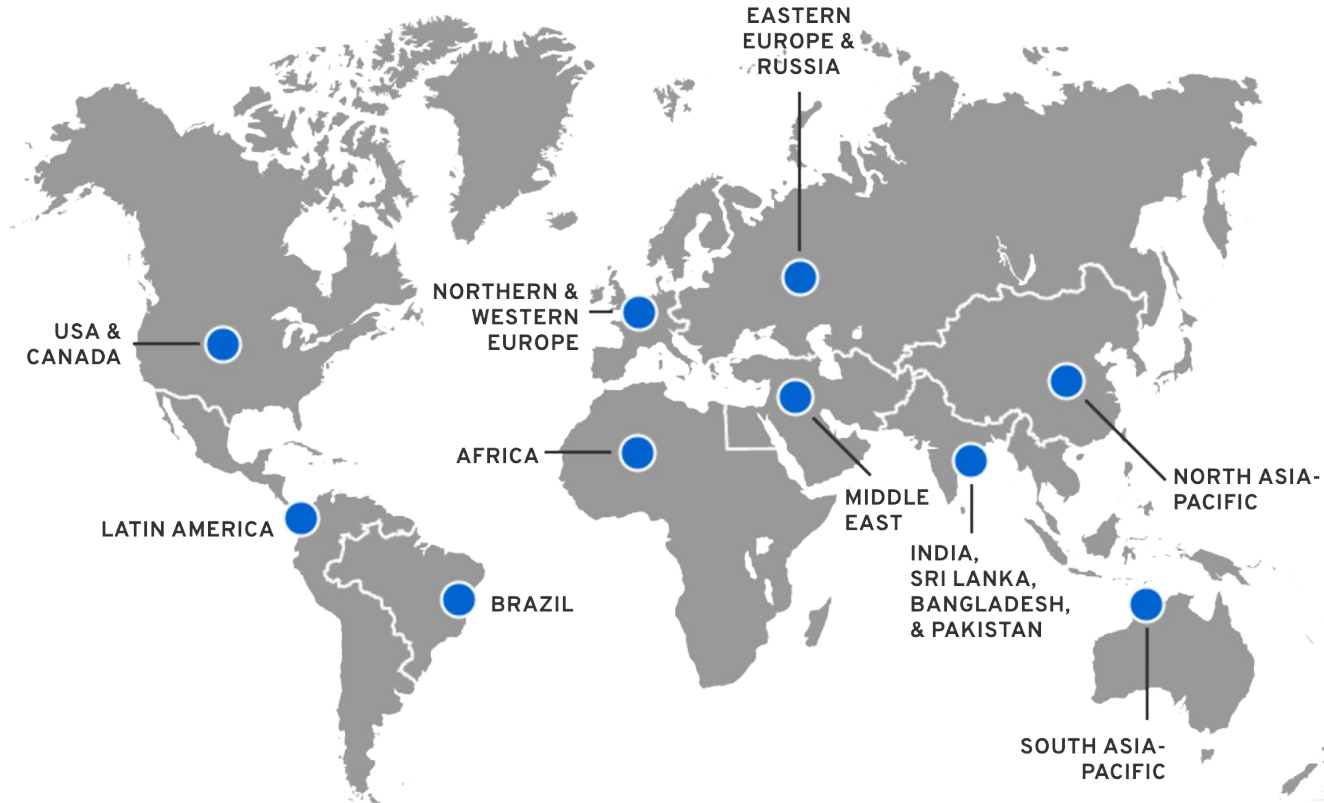 EASTERN
EUROPE &
RUSSIA
NORTHERN &
WESTERN
EUROPE
USA &
CANADA
AFRICA
NORTH ASIA-
PACIFIC
MIDDLE
EAST
LATIN AMERICA
INDIA,
SRI LANKA,
BANGLADESH,
& PAKISTAN
BRAZIL
SOUTH ASIA-
PACIFIC